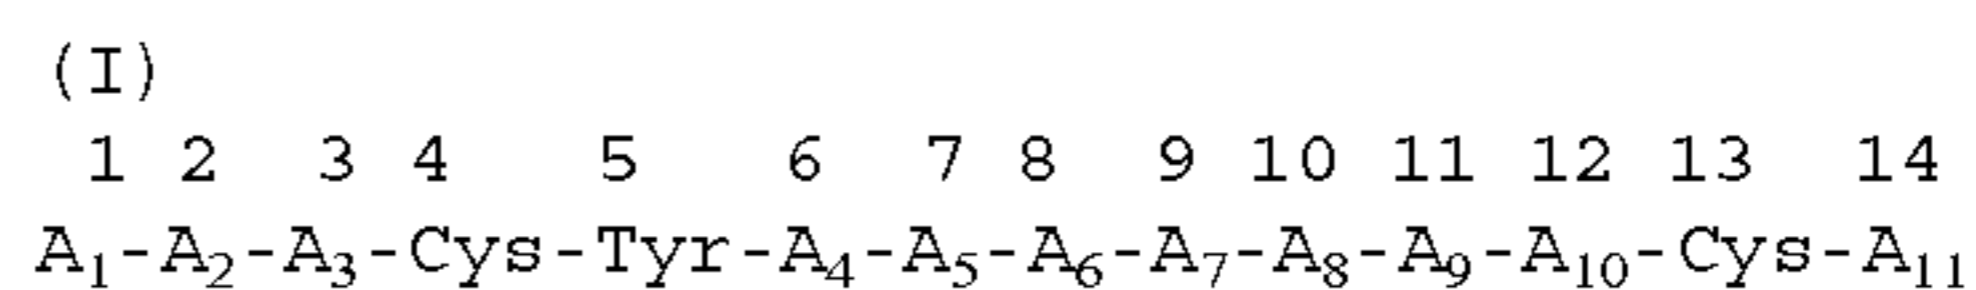 (I)
1 2 3 4 5 6 7 8 9 10 11 12 13 14
A₁-A₂-A₃-Cys-Tyr-A₄-A₅-A₆-A₇-A₈-A₉-A₁₀-Cys-A₁₁